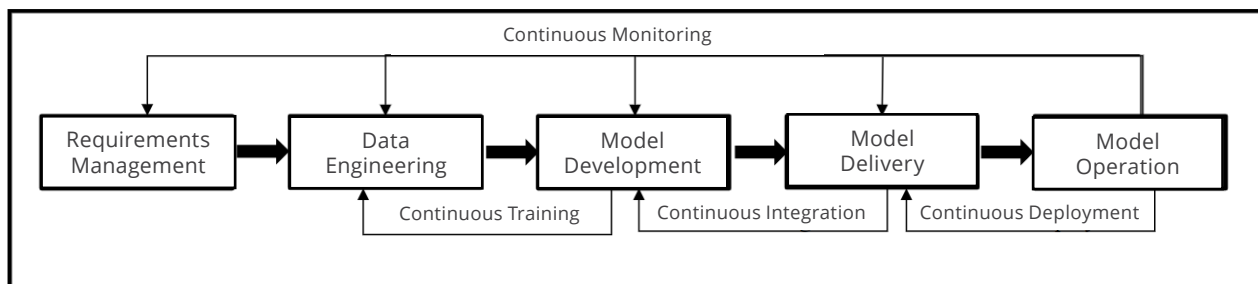 Continuous Monitoring
Requirements
Management
Data
Engineering
Model
Development
Model
Delivery
Model
Operation
Continuous Training
Continuous Integration
Continuous Deployment